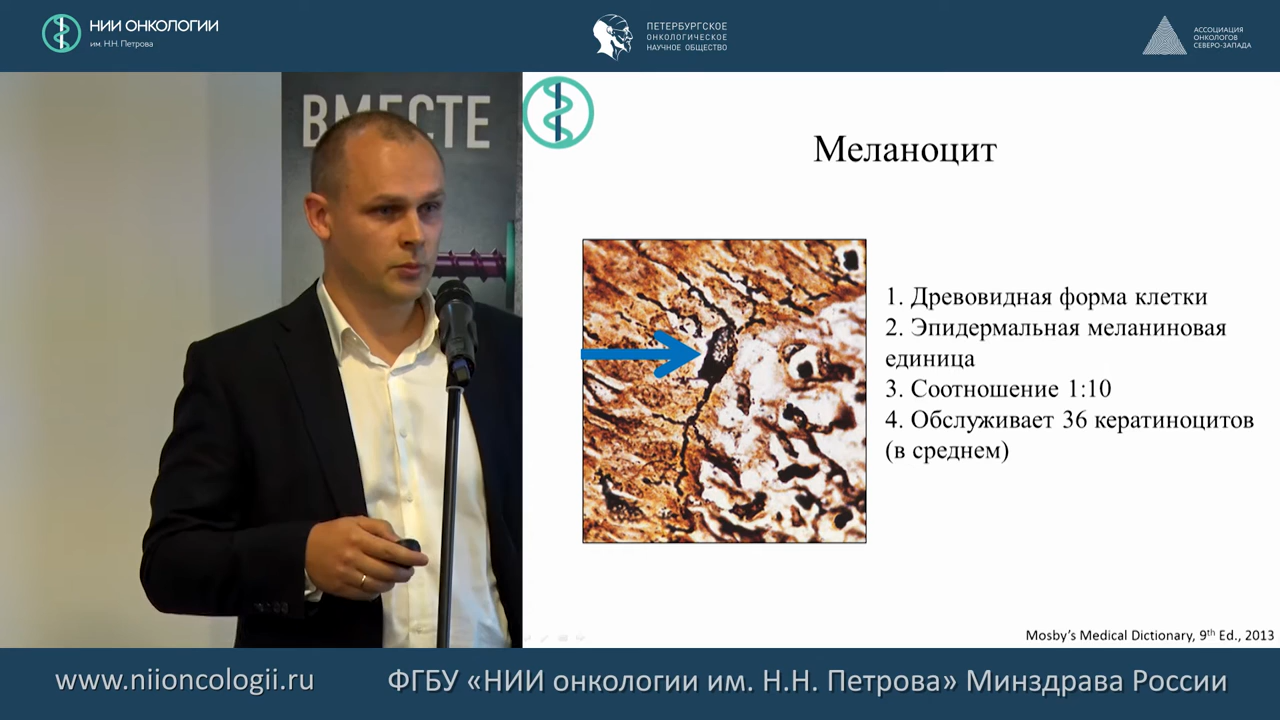 НИИ ОНКОЛОГИИ
им. Н.Н. Петрова
ПЕТЕРБУРГСКОЕ
ОНКОЛОГИЧЕСКОЕ
НАУЧНОЕ ОБЩЕСТВО
АССОЦИАЦИЯ
ОНКОЛОГОВ
СЕВЕРО-ЗАПАДА
ВМЕСТЕ
Меланоцит
1. Древовидная форма клетки
2. Эпидермальная меланиновая
единица
3. Соотношение 1:10
4. Обслуживает 36 кератиноцитов
(в среднем)
Mosby's Medical Dictionary, 9th Ed., 2013
www.niioncologii.ru
ФГБУ «НИИ онкологии им. Н.Н. Петрова» Минздрава России